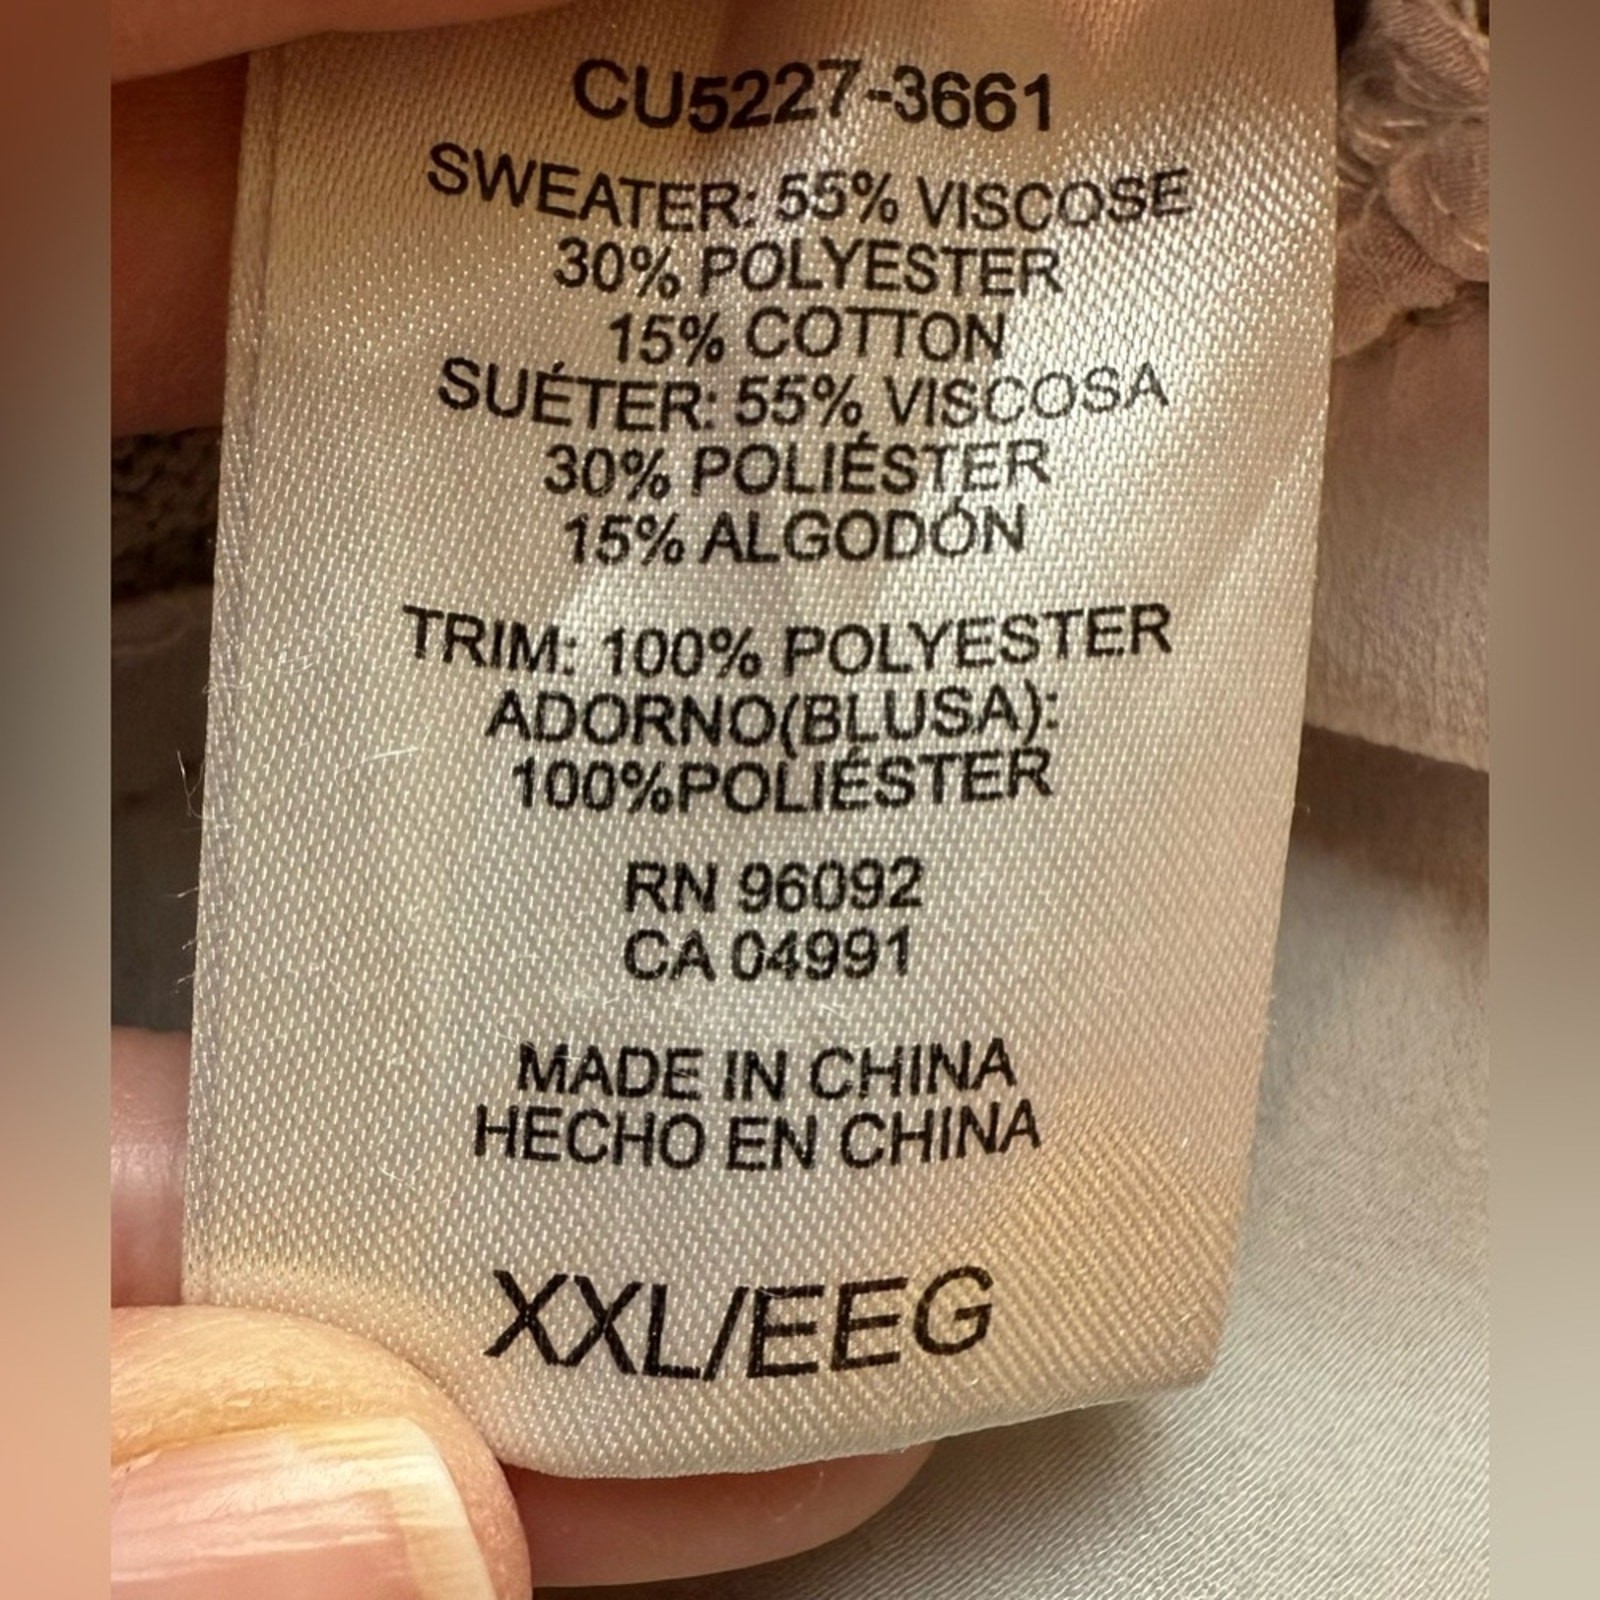 CU5227-3661
SWEATER: 55% VISCOSE
30% POLYESTER
15% COTTON
SUÉTER: 55% VISCOSA
30% POLIÉSTER
15% ALGODÓN
TRIM: 100% POLYESTER
ADORNO(BLUSA):
100%POLIÉSTER
RN 96092
CA 04991
MADE IN CHINA
HECHO EN CHINA
XXL/EEG